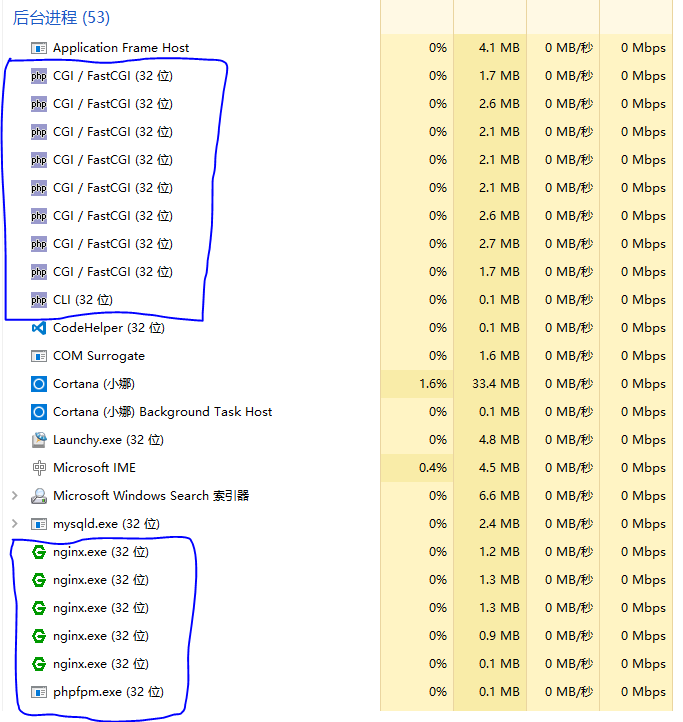 后台进程 (53)
Application Frame Host 0% 4.1 MB 0 MB/秒 0 Mbps
php CGI / FastCGI (32 位) 0% 1.7 MB 0 MB/秒 0 Mbps
php CGI / FastCGI (32 位) 0% 2.6 MB 0 MB/秒 0 Mbps
php CGI / FastCGI (32 位) 0% 2.1 MB 0 MB/秒 0 Mbps
php CGI / FastCGI (32 位) 0% 2.1 MB 0 MB/秒 0 Mbps
php CGI / FastCGI (32 位) 0% 2.1 MB 0 MB/秒 0 Mbps
php CGI / FastCGI (32 位) 0% 2.6 MB 0 MB/秒 0 Mbps
php CGI / FastCGI (32 位) 0% 2.7 MB 0 MB/秒 0 Mbps
php CGI / FastCGI (32 位) 0% 1.7 MB 0 MB/秒 0 Mbps
php CLI (32 位) 0% 0.1 MB 0 MB/秒 0 Mbps
CodeHelper (32 位) 0% 0.1 MB 0 MB/秒 0 Mbps
COM Surrogate 0% 1.6 MB 0 MB/秒 0 Mbps
Cortana (小娜) 1.6% 33.4 MB 0 MB/秒 0 Mbps
Cortana (小娜) Background Task Host 0% 0.1 MB 0 MB/秒 0 Mbps
Launchy.exe (32 位) 0% 4.8 MB 0 MB/秒 0 Mbps
Microsoft IME 0.4% 4.5 MB 0 MB/秒 0 Mbps
Microsoft Windows Search 索引器 0% 6.6 MB 0 MB/秒 0 Mbps
mysqld.exe (32 位) 0% 2.4 MB 0 MB/秒 0 Mbps
nginx.exe (32 位) 0% 1.2 MB 0 MB/秒 0 Mbps
nginx.exe (32 位) 0% 1.3 MB 0 MB/秒 0 Mbps
nginx.exe (32 位) 0% 1.3 MB 0 MB/秒 0 Mbps
nginx.exe (32 位) 0% 0.9 MB 0 MB/秒 0 Mbps
nginx.exe (32 位) 0% 0.1 MB 0 MB/秒 0 Mbps
phpfpm.exe (32 位) 0% 0.1 MB 0 MB/秒 0 Mbps